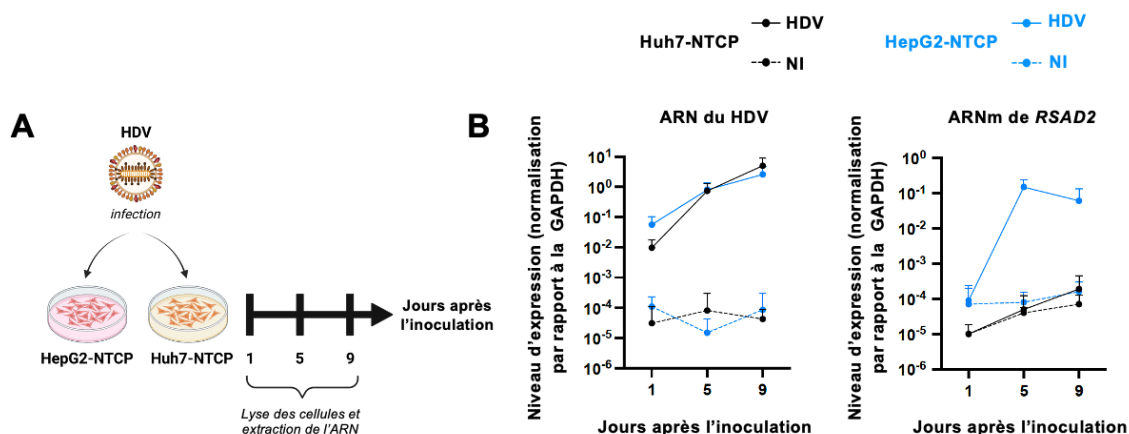 Huh7-NTCP
HDV
NI
HepG2-NTCP
HDV
NI
A
HDV
infection
HepG2-NTCP
Huh7-NTCP
1
5
9
Jours après
l'inoculation
Lyse des cellules et
extraction de l'ARN
B
ARN du HDV
Niveau d'expression (normalisation
par rapport à la GAPDH)
10¹
10⁰
10⁻¹
10⁻²
10⁻³
10⁻⁴
10⁻⁵
10⁻⁶
1
5
9
Jours après l'inoculation
ARNm de RSAD2
Niveau d'expression (normalisation
par rapport à la GAPDH)
10⁰
10⁻¹
10⁻²
10⁻³
10⁻⁴
10⁻⁵
10⁻⁶
1
5
9
Jours après l'inoculation